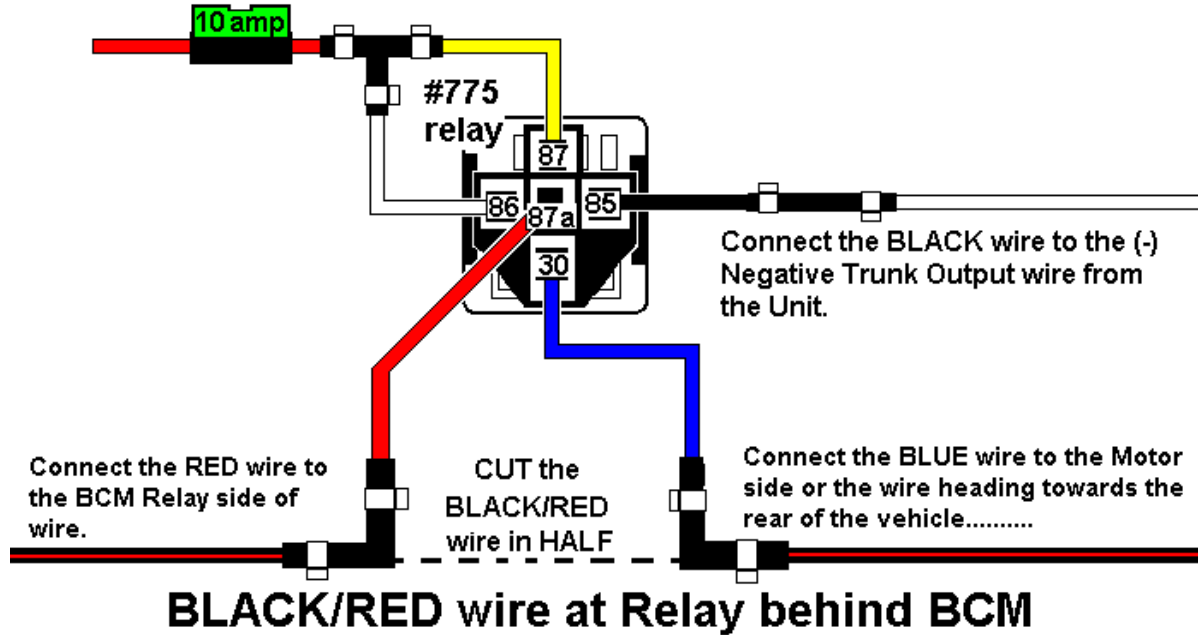 10 amp
#775
relay
87
86
87a
85
30
Connect the BLACK wire to the (-)
Negative Trunk Output wire from
the Unit.
Connect the RED wire to
the BCM Relay side of
wire.
CUT the
BLACK/RED
wire in HALF
Connect the BLUE wire to the Motor
side or the wire heading towards the
rear of the vehicle..........
BLACK/RED wire at Relay behind BCM